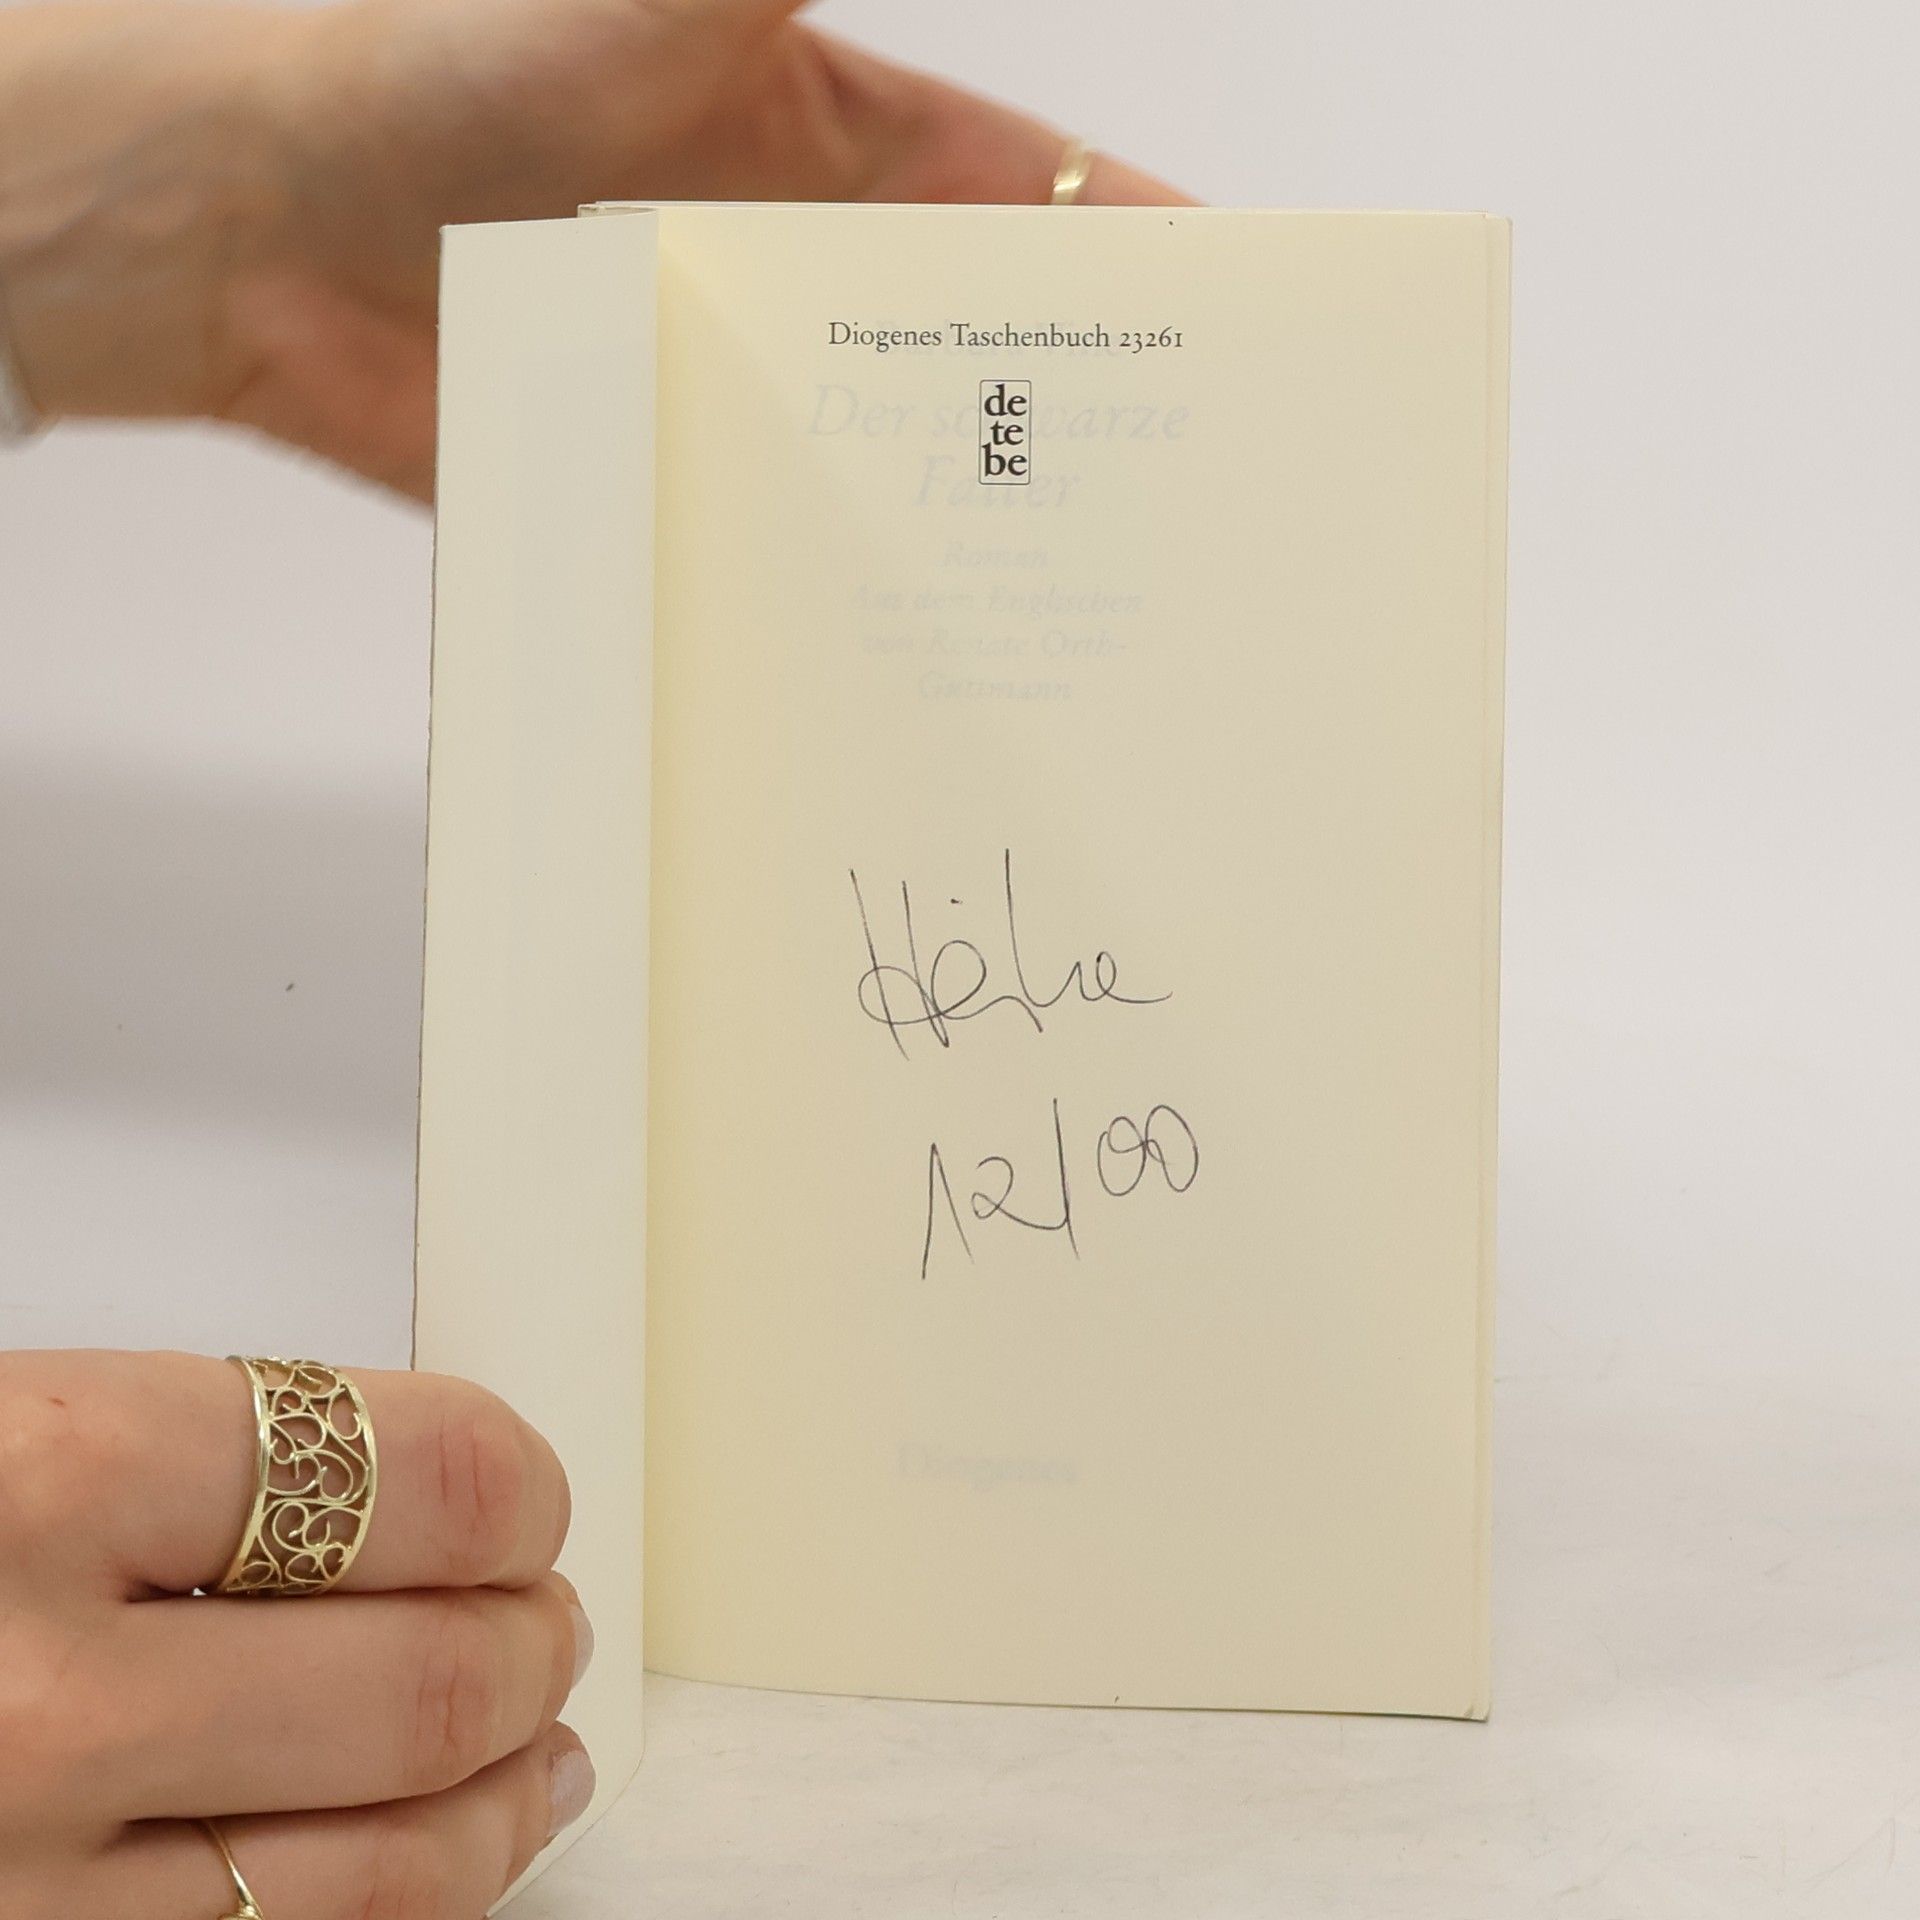 Diogenes Taschenbuch 23261
de
te
be
Der schwarze
Falter
Roman
Aus dem Englischen
von Renate Orth-
Guttmann
Heike
12/00
Diogenes